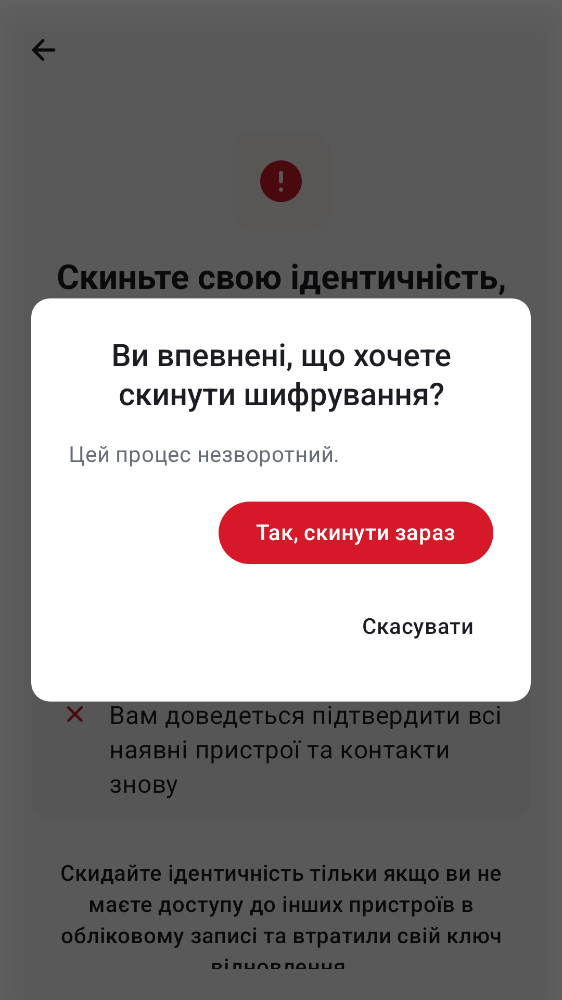 Скиньте свою ідентичність,
Ви впевнені, що хочете
скинути шифрування?
Цей процес незворотний.
Так, скинути зараз
Скасувати
Вам доведеться підтвердити всі
наявні пристрої та контакти
знову
Скидайте ідентичність тільки якщо ви не
маєте доступу до інших пристроїв в
обліковому записі та втратили свій ключ
відновлення